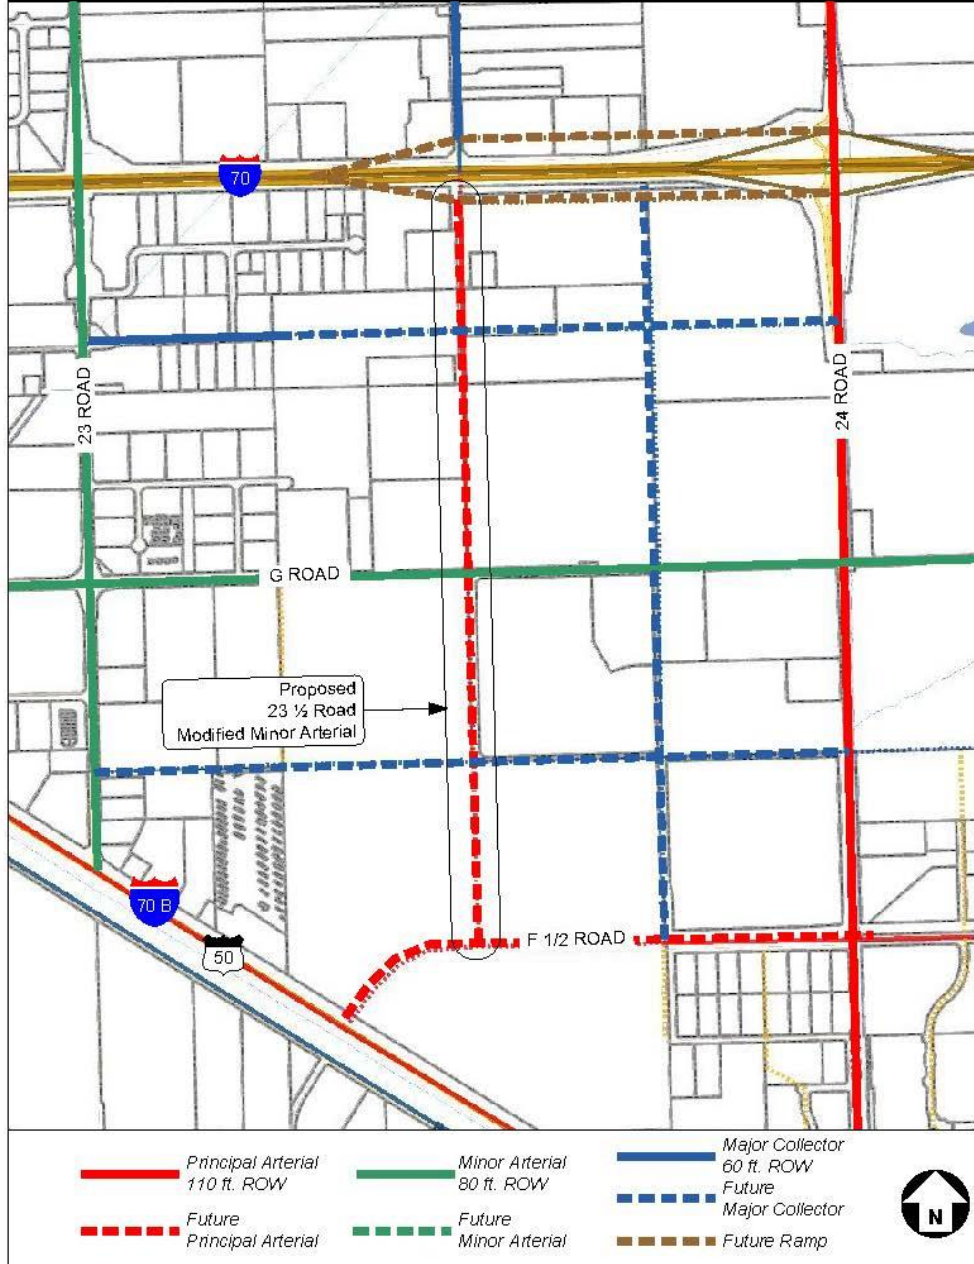 70
23 ROAD
24 ROAD
G ROAD
Proposed
23 ½ Road
Modified Minor Arterial
70 B
50
F 1/2 ROAD
Principal Arterial
110 ft. ROW
Future
Principal Arterial
Minor Arterial
80 ft. ROW
Future
Minor Arterial
Major Collector
60 ft. ROW
Future
Major Collector
Future Ramp
N